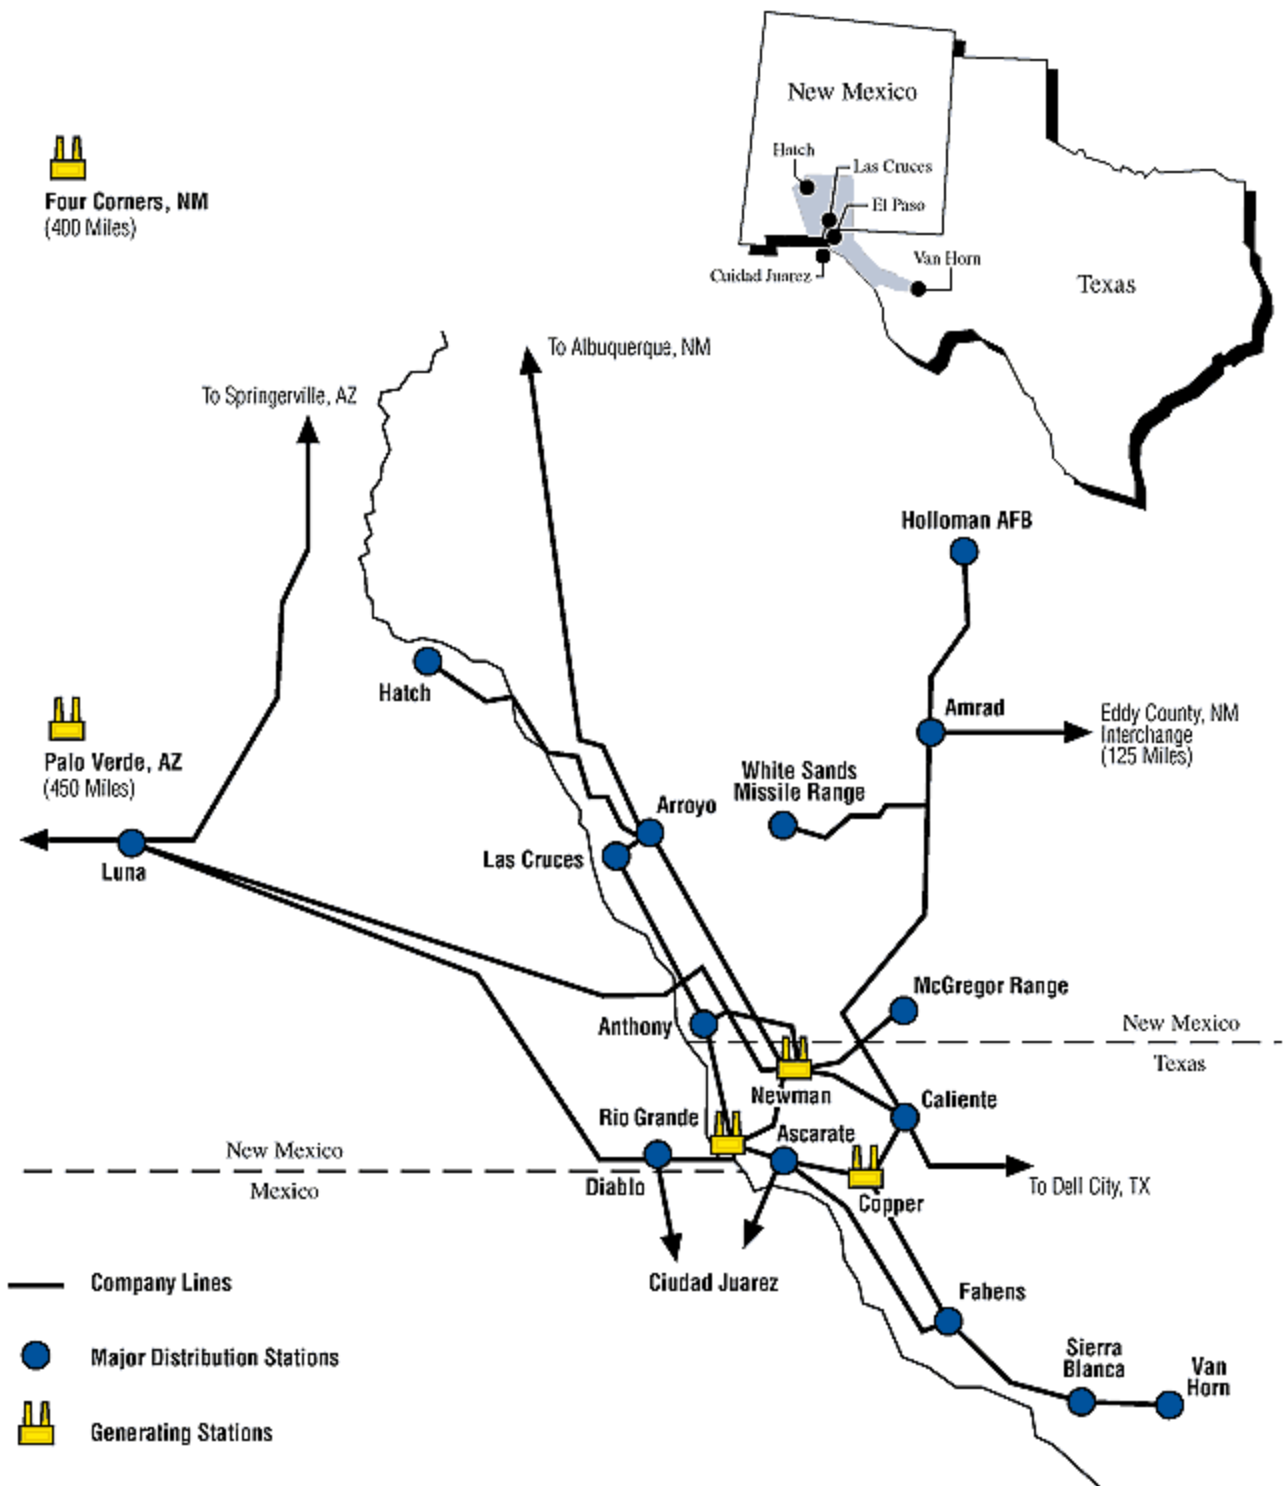 New Mexico
Hatch
Las Cruces
El Paso
Van Horn
Cuidad Juarez
Texas
Four Corners, NM
(400 Miles)
To Albuquerque, NM
To Springerville, AZ
Holloman AFB
Hatch
Amrad
Eddy County, NM
Interchange
(125 Miles)
Palo Verde, AZ
(450 Miles)
White Sands
Missile Range
Arroyo
Las Cruces
Luna
McGregor Range
Anthony
New Mexico
Texas
Newman
Caliente
Rio Grande
Ascarate
New Mexico
Mexico
Diablo
To Dell City, TX
Copper
Ciudad Juarez
Company Lines
Fabens
Major Distribution Stations
Sierra
Blanca
Van
Horn
Generating Stations